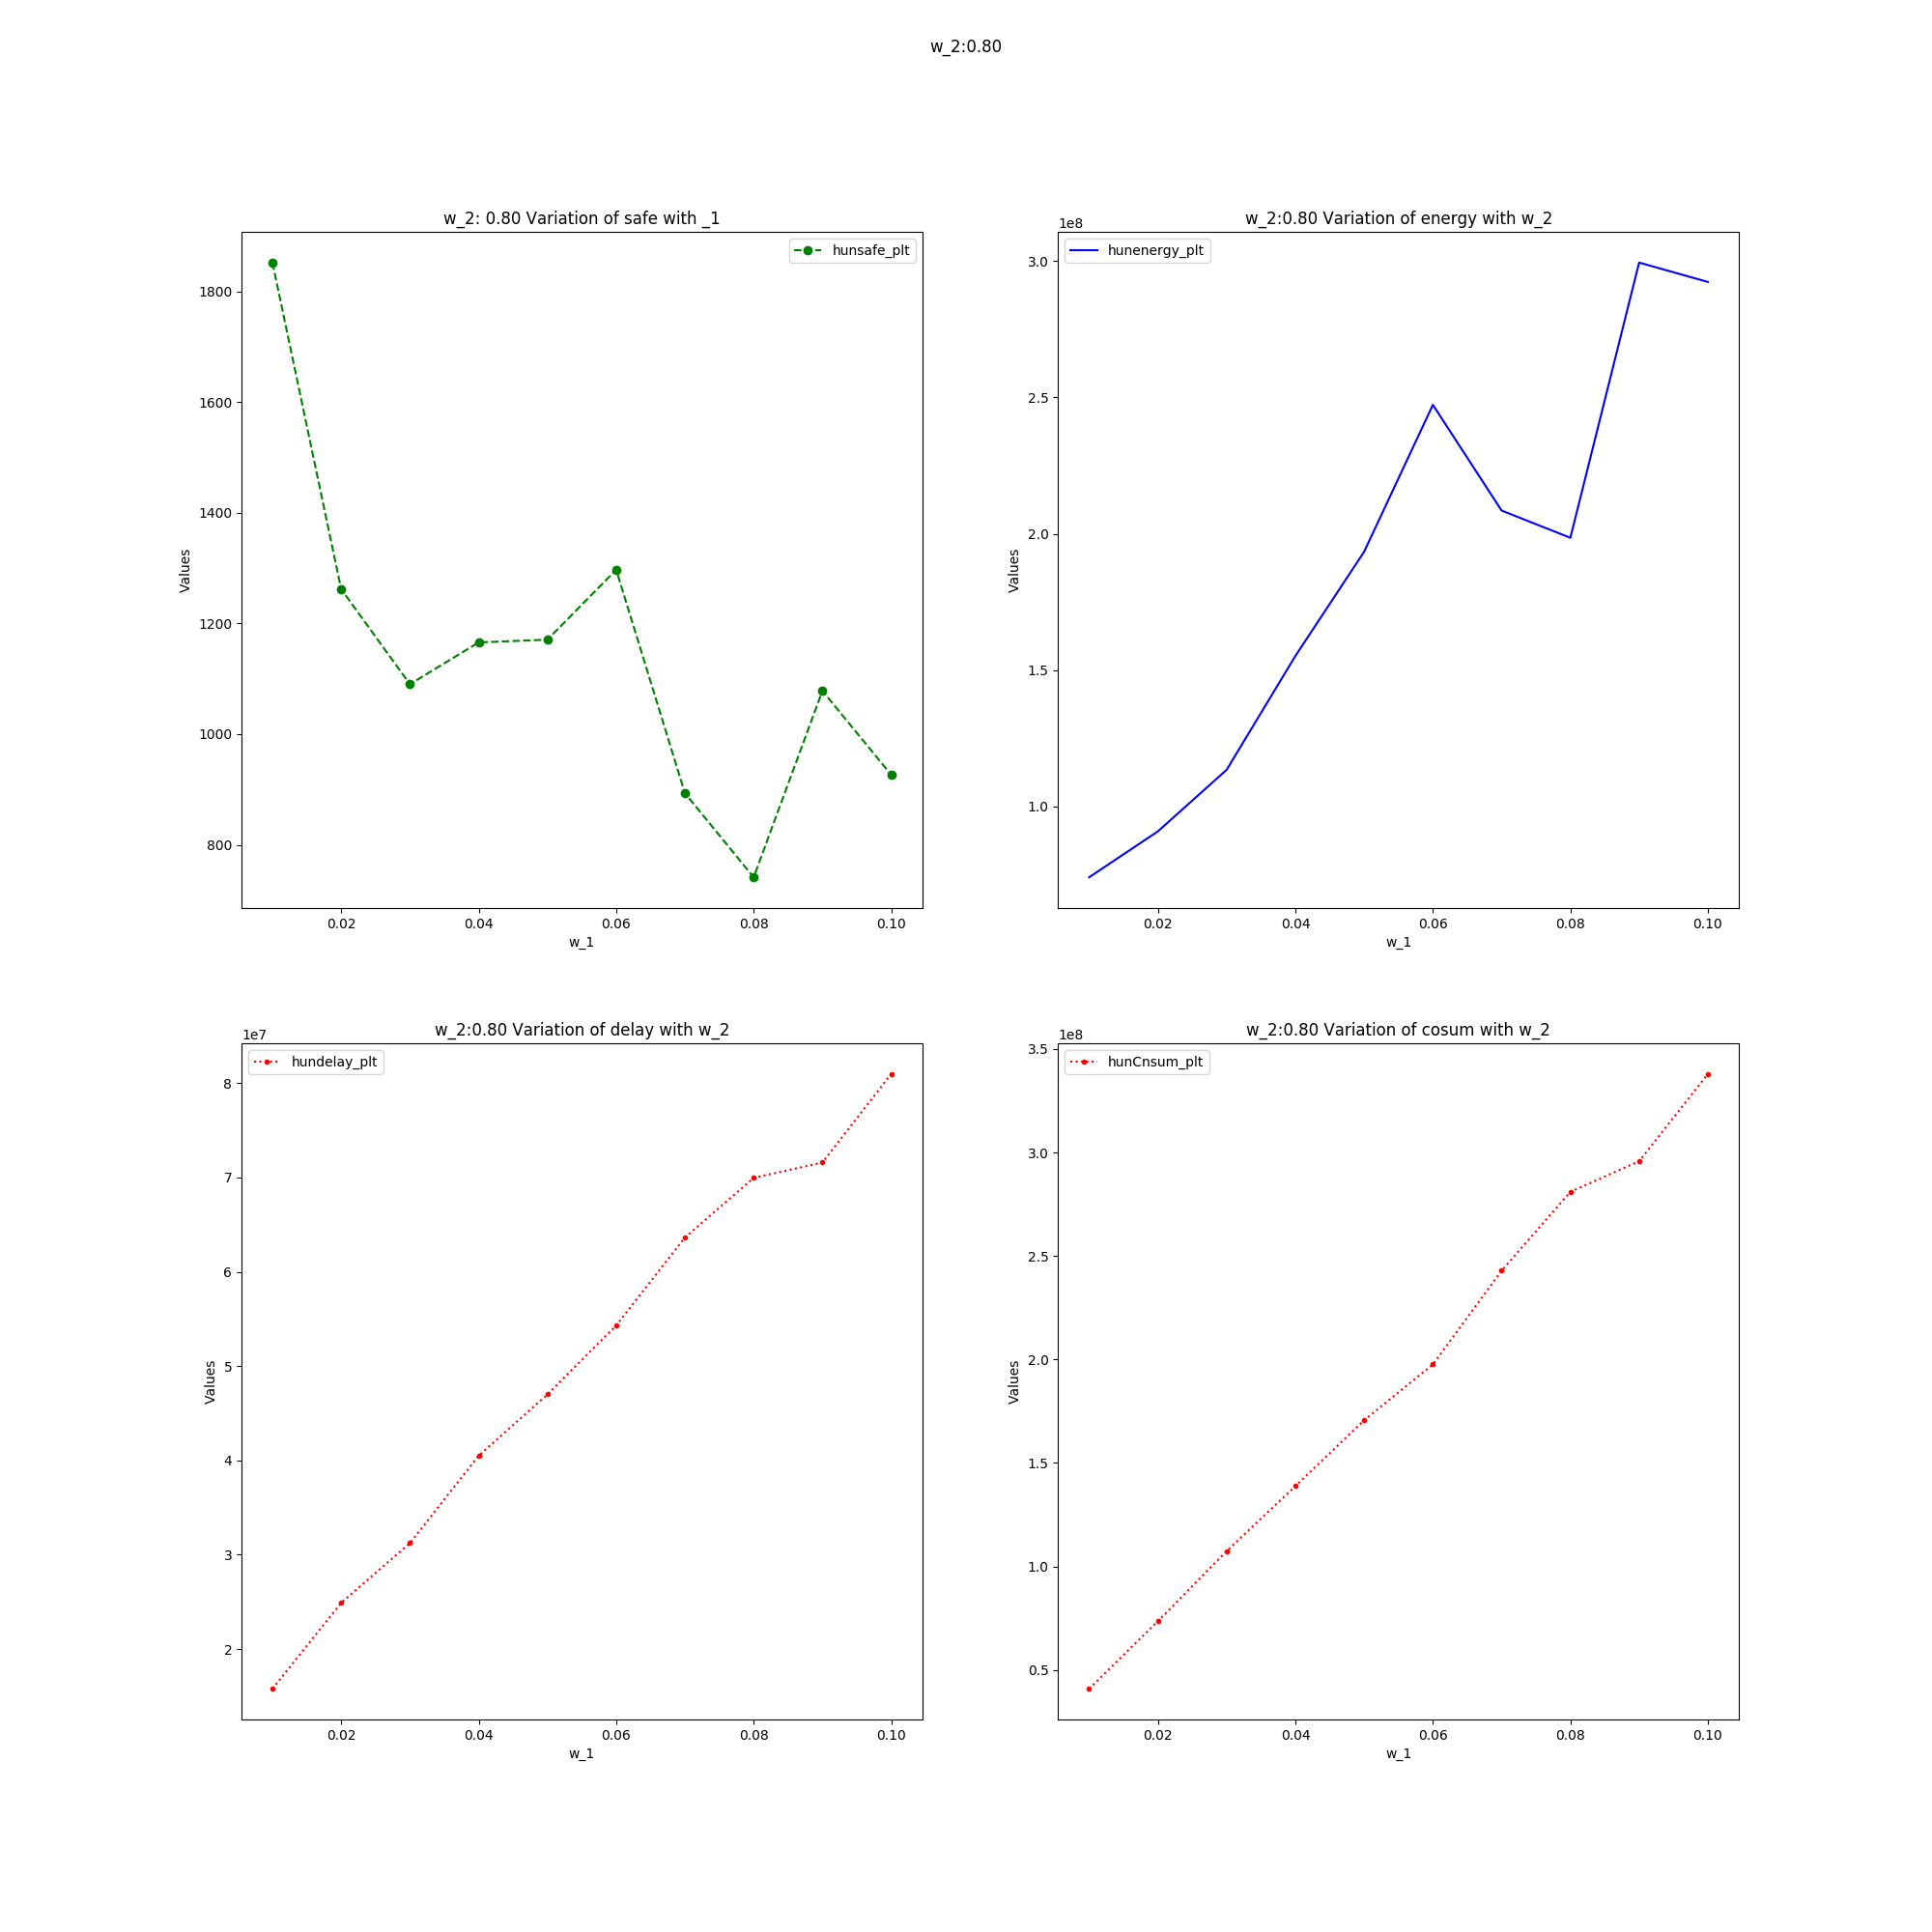 w_2:0.80
w_2: 0.80 Variation of safe with _1
hunsafe_plt
1800
1600
1400
1200
1000
800
Values
0.02 0.04 0.06 0.08 0.10
w_1
w_2:0.80 Variation of energy with w_2
1e8
hunenergy_plt
3.0
2.5
2.0
1.5
1.0
Values
0.02 0.04 0.06 0.08 0.10
w_1
w_2:0.80 Variation of delay with w_2
1e7
hundelay_plt
8
7
6
5
4
3
2
Values
0.02 0.04 0.06 0.08 0.10
w_1
w_2:0.80 Variation of cosum with w_2
1e8
hunCnsum_plt
3.5
3.0
2.5
2.0
1.5
1.0
0.5
Values
0.02 0.04 0.06 0.08 0.10
w_1